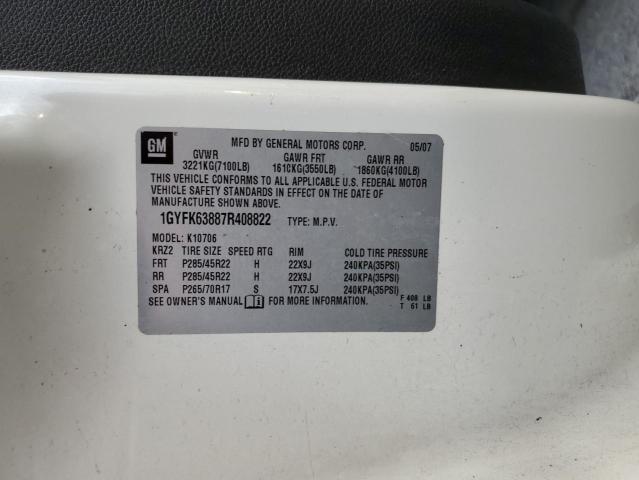 GM
MFD BY GENERAL MOTORS CORP. 05/07
GVWR GAWR FRT GAWR RR
3221KG(7100LB) 1610KG(3550LB) 1860KG(4100LB)
THIS VEHICLE CONFORMS TO ALL APPLICABLE U.S. FEDERAL MOTOR
VEHICLE SAFETY STANDARDS IN EFFECT ON THE DATE OF
MANUFACTURE SHOWN ABOVE.
1GYFK63887R408822 TYPE: M.P.V.
MODEL: K10706
KRZ2 TIRE SIZE SPEED RTG RIM COLD TIRE PRESSURE
FRT P285/45R22 H 22X9J 240KPA(35PSI)
RR P285/45R22 H 22X9J 240KPA(35PSI)
SPA P265/70R17 S 17X7.5J 240KPA(35PSI)
SEE OWNER'S MANUAL FOR MORE INFORMATION. F 408 LB
T 61 LB